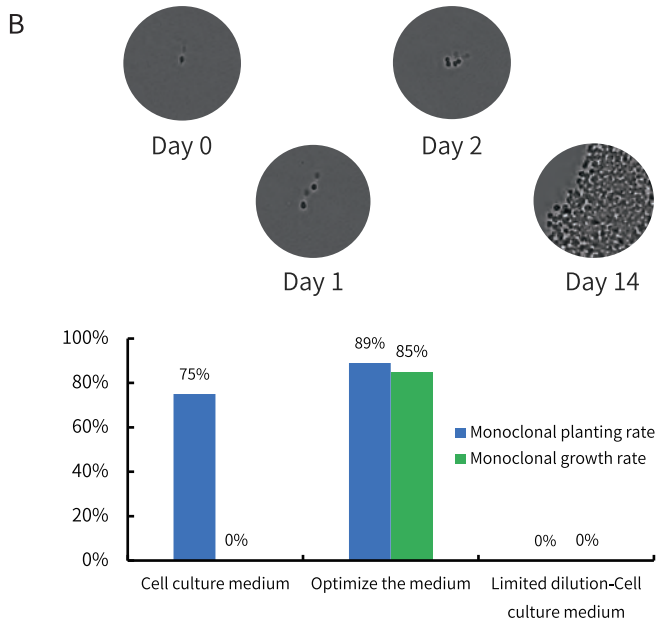 B
Day 0
Day 2
Day 1
Day 14
100%
80%
60%
40%
20%
0%
75%
0%
89%
85%
0%
0%
Monoclonal planting rate
Monoclonal growth rate
Cell culture medium
Optimize the medium
Limited dilution-Cell
culture medium